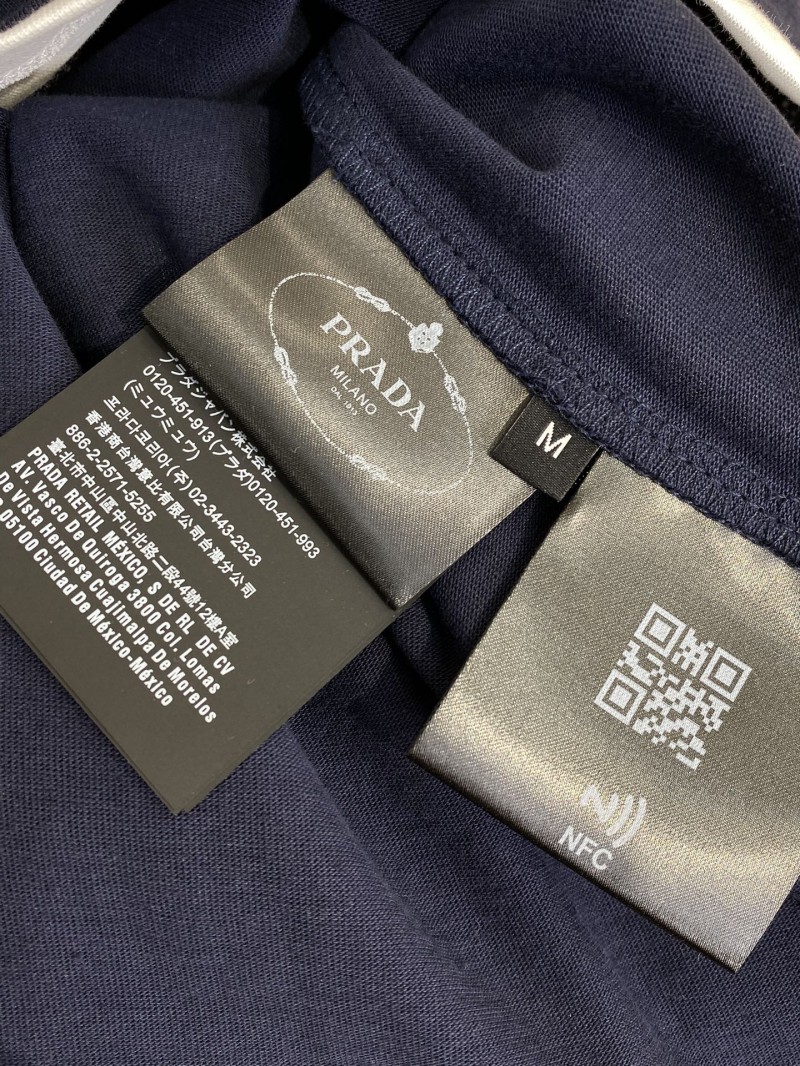 PRADA
MILANO
DAL 1913
M
プラダジャパン株式会社
0120-451-913(プラダ)0120-451-993
(ミュウミュウ)
프라다코리아(주)02-3443-2323
香港商台灣臺比有限公司台灣分公司
886-2-2571-5255
臺北市中山區中山北路二段44號12樓A室
PRADA RETAIL MÉXICO, S DE RL DE CV
AV. Vasco De Quiroga 3800 Col. Lomas
De Vista Hermosa Cuajimalpa De Morelos
05100 Ciudad De México-México
NFC